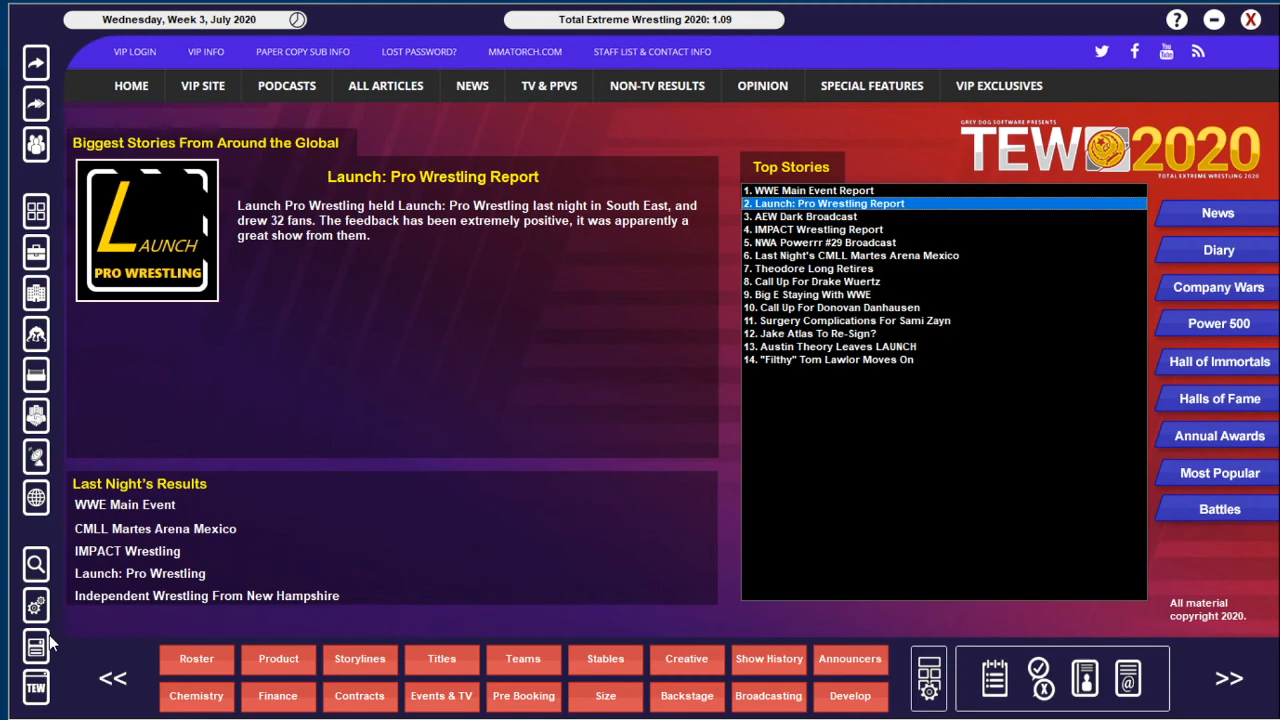 Wednesday, Week 3, July 2020
Total Extreme Wrestling 2020: 1.09
?
X
VIP LOGIN
VIP INFO
PAPER COPY SUB INFO
LOST PASSWORD?
MMATORCH.COM
STAFF LIST & CONTACT INFO
HOME
VIP SITE
PODCASTS
ALL ARTICLES
NEWS
TV & PPVS
NON-TV RESULTS
OPINION
SPECIAL FEATURES
VIP EXCLUSIVES
Biggest Stories From Around the Global
GREY DOG SOFTWARE PRESENTS
TEW 2020
TOTAL EXTREME WRESTLING 2020
LAUNCH
PRO WRESTLING
Launch: Pro Wrestling Report
Launch Pro Wrestling held Launch: Pro Wrestling last night in South East, and
drew 32 fans. The feedback has been extremely positive, it was apparently a
great show from them.
Top Stories
1. WWE Main Event Report
2. Launch: Pro Wrestling Report
3. AEW Dark Broadcast
4. IMPACT Wrestling Report
5. NWA Powerrr #29 Broadcast
6. Last Night's CMLL Martes Arena Mexico
7. Theodore Long Retires
8. Call Up For Drake Wuertz
9. Big E Staying With WWE
10. Call Up For Donovan Danhausen
11. Surgery Complications For Sami Zayn
12. Jake Atlas To Re-Sign?
13. Austin Theory Leaves LAUNCH
14. "Filthy" Tom Lawlor Moves On
News
Diary
Company Wars
Power 500
Hall of Immortals
Halls of Fame
Annual Awards
Most Popular
Battles
Last Night's Results
WWE Main Event
CMLL Martes Arena Mexico
IMPACT Wrestling
Launch: Pro Wrestling
Independent Wrestling From New Hampshire
All material
copyright 2020.
TEW
<<
Roster
Product
Storylines
Titles
Teams
Stables
Creative
Show History
Announcers
Chemistry
Finance
Contracts
Events & TV
Pre Booking
Size
Backstage
Broadcasting
Develop
>>